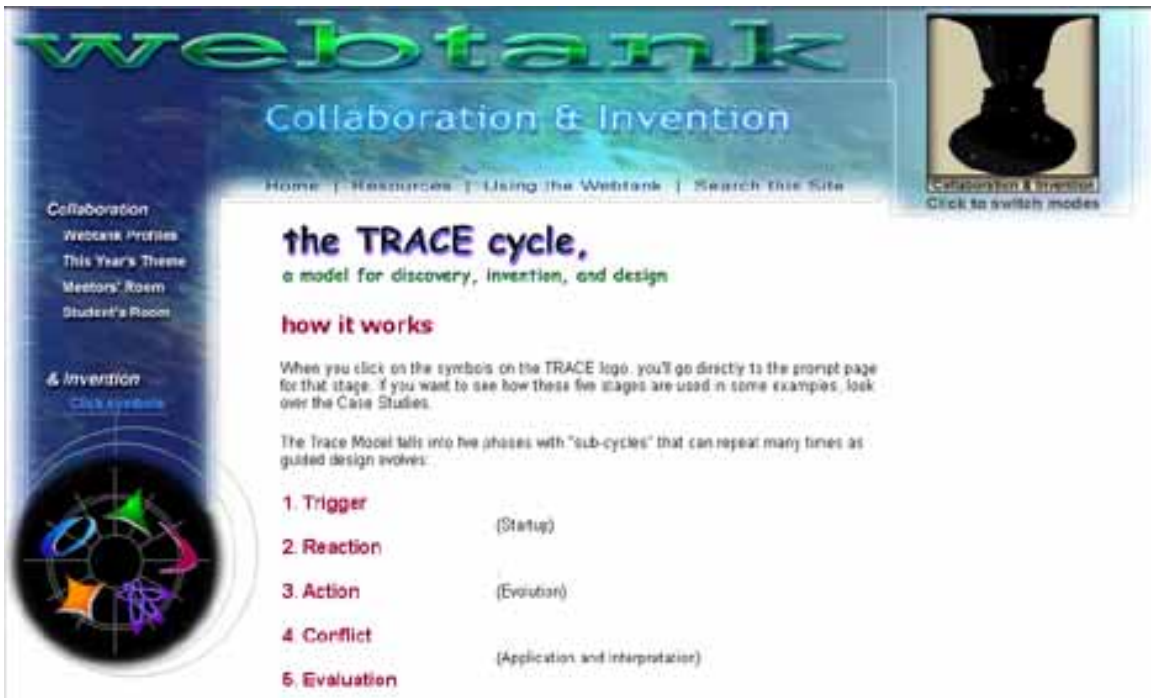 webtank
Collaboration & Invention
Home | Resources | Using the Webtank | Search this Site
Collaboration & Invention
Click to switch modes
Collaboration
Webtank Profiles
This Year's Theme
Mentors' Room
Student's Room
& Invention
Click symbols
the TRACE cycle,
a model for discovery, invention, and design
how it works
When you click on the symbols on the TRACE logo, you'll go directly to the prompt page
for that stage. If you want to see how these five stages are used in some examples, look
over the Case Studies.
The Trace Model falls into five phases with "sub-cycles" that can repeat many times as
guided design evolves:
1. Trigger
(Startup)
2. Reaction
3. Action
(Evolution)
4. Conflict
(Application and interpretation)
5. Evaluation